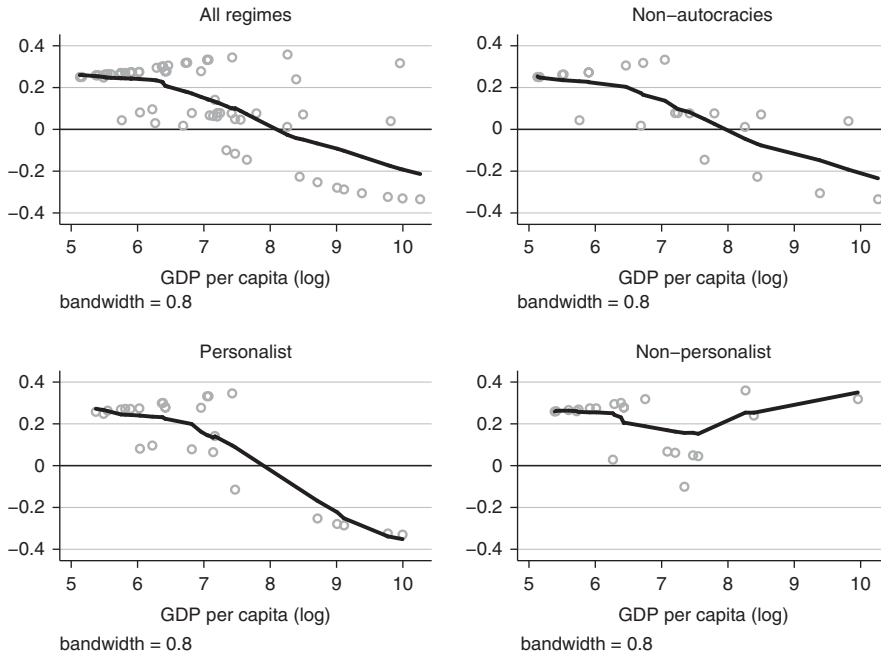 All regimes
0.4
0.2
0
−0.2
−0.4
5 6 7 8 9 10
GDP per capita (log)
bandwidth = 0.8
Non−autocracies
0.4
0.2
0
−0.2
−0.4
5 6 7 8 9 10
GDP per capita (log)
bandwidth = 0.8
Personalist
0.4
0.2
0
−0.2
−0.4
5 6 7 8 9 10
GDP per capita (log)
bandwidth = 0.8
Non−personalist
0.4
0.2
0
−0.2
−0.4
5 6 7 8 9 10
GDP per capita (log)
bandwidth = 0.8